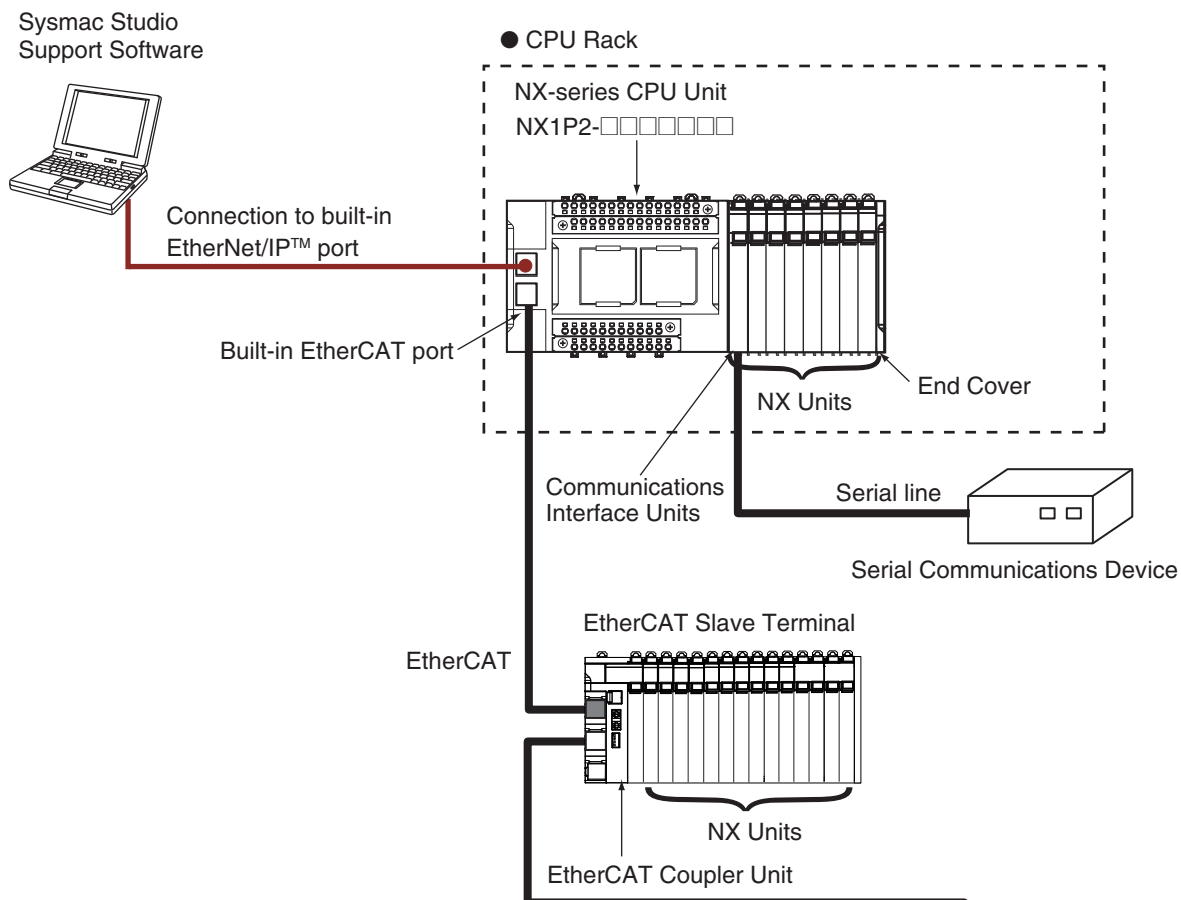 Sysmac Studio
Support Software
● CPU Rack
NX-series CPU Unit
NX1P2-□□□□□□□
Connection to built-in
EtherNet/IP™ port
Built-in EtherCAT port
NX Units
End Cover
Communications
Interface Units
Serial line
Serial Communications Device
EtherCAT Slave Terminal
EtherCAT
NX Units
EtherCAT Coupler Unit